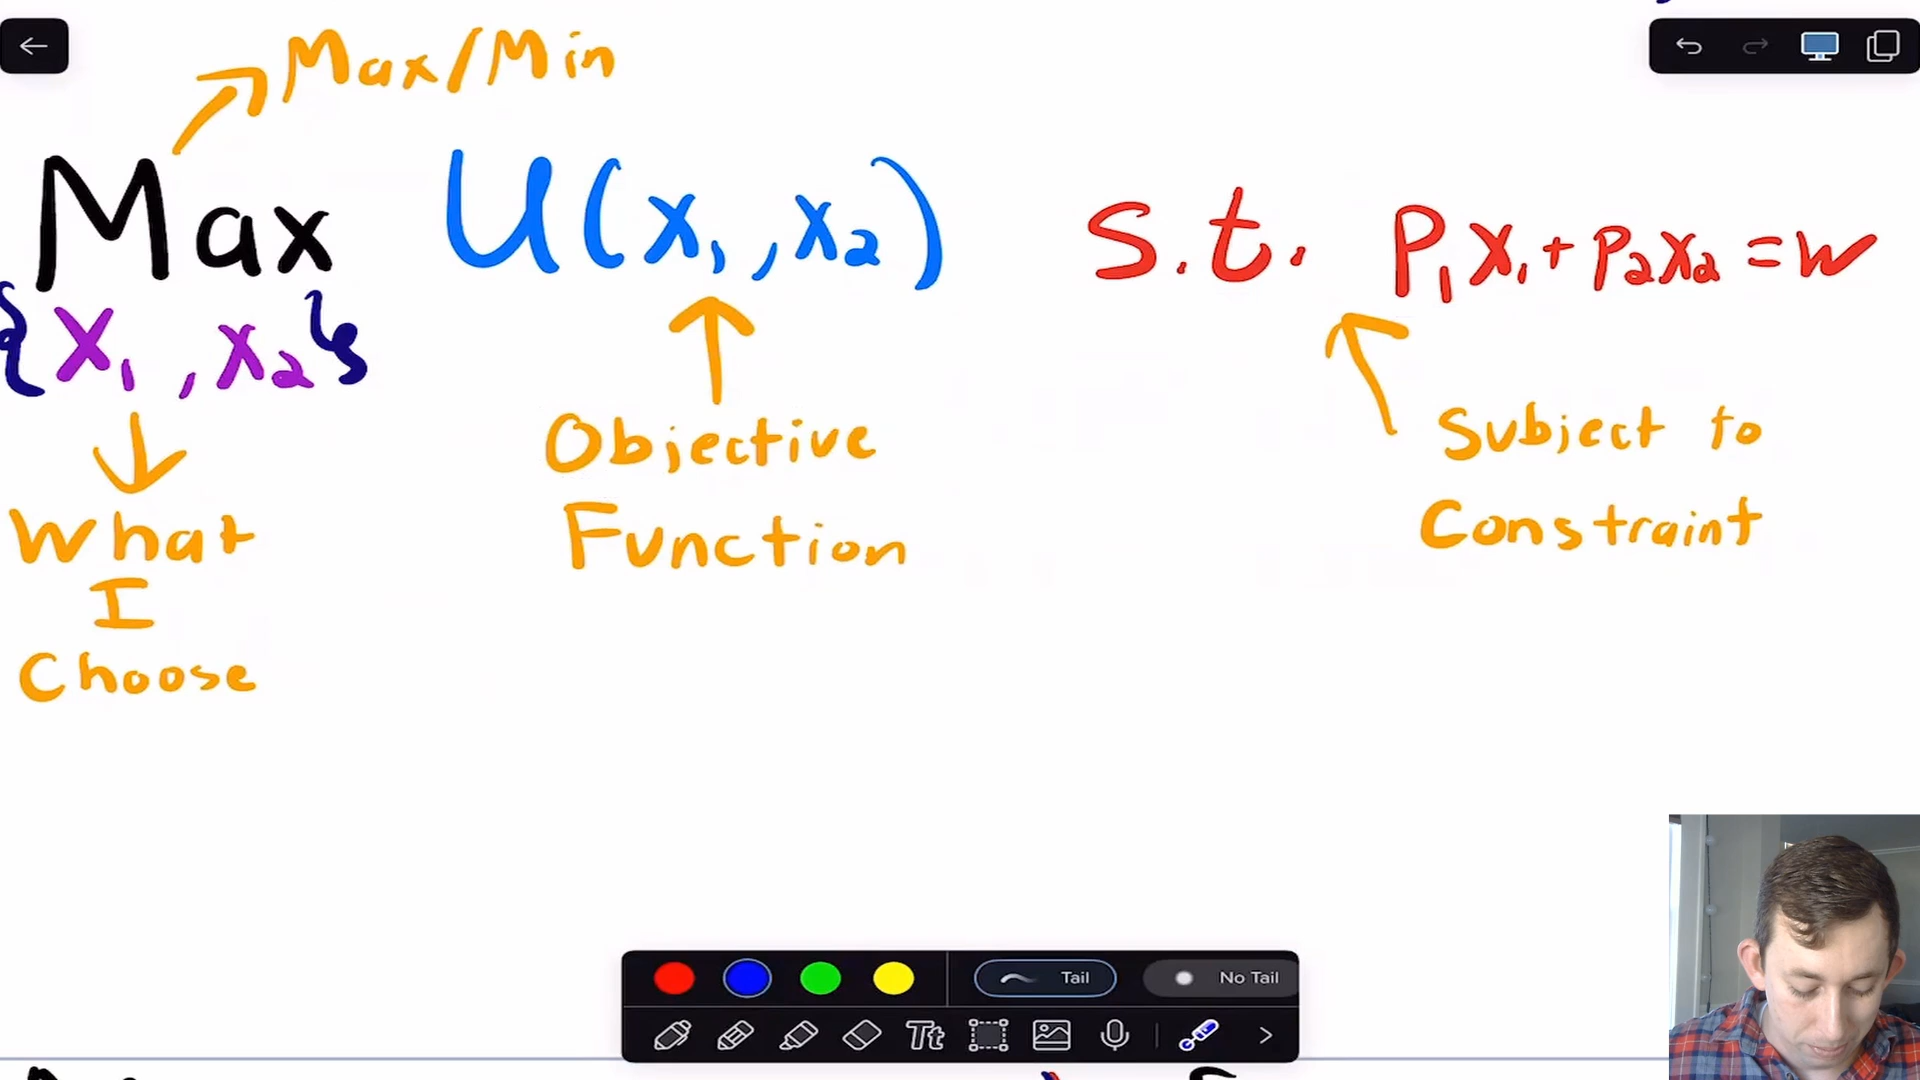 Max/Min
Max U(x₁, x₂) s.t. P₁x₁ + P₂x₂ = w
{x₁, x₂}
Objective
Function
Subject to
Constraint
What
I
Choose
Tail
No Tail
Tt